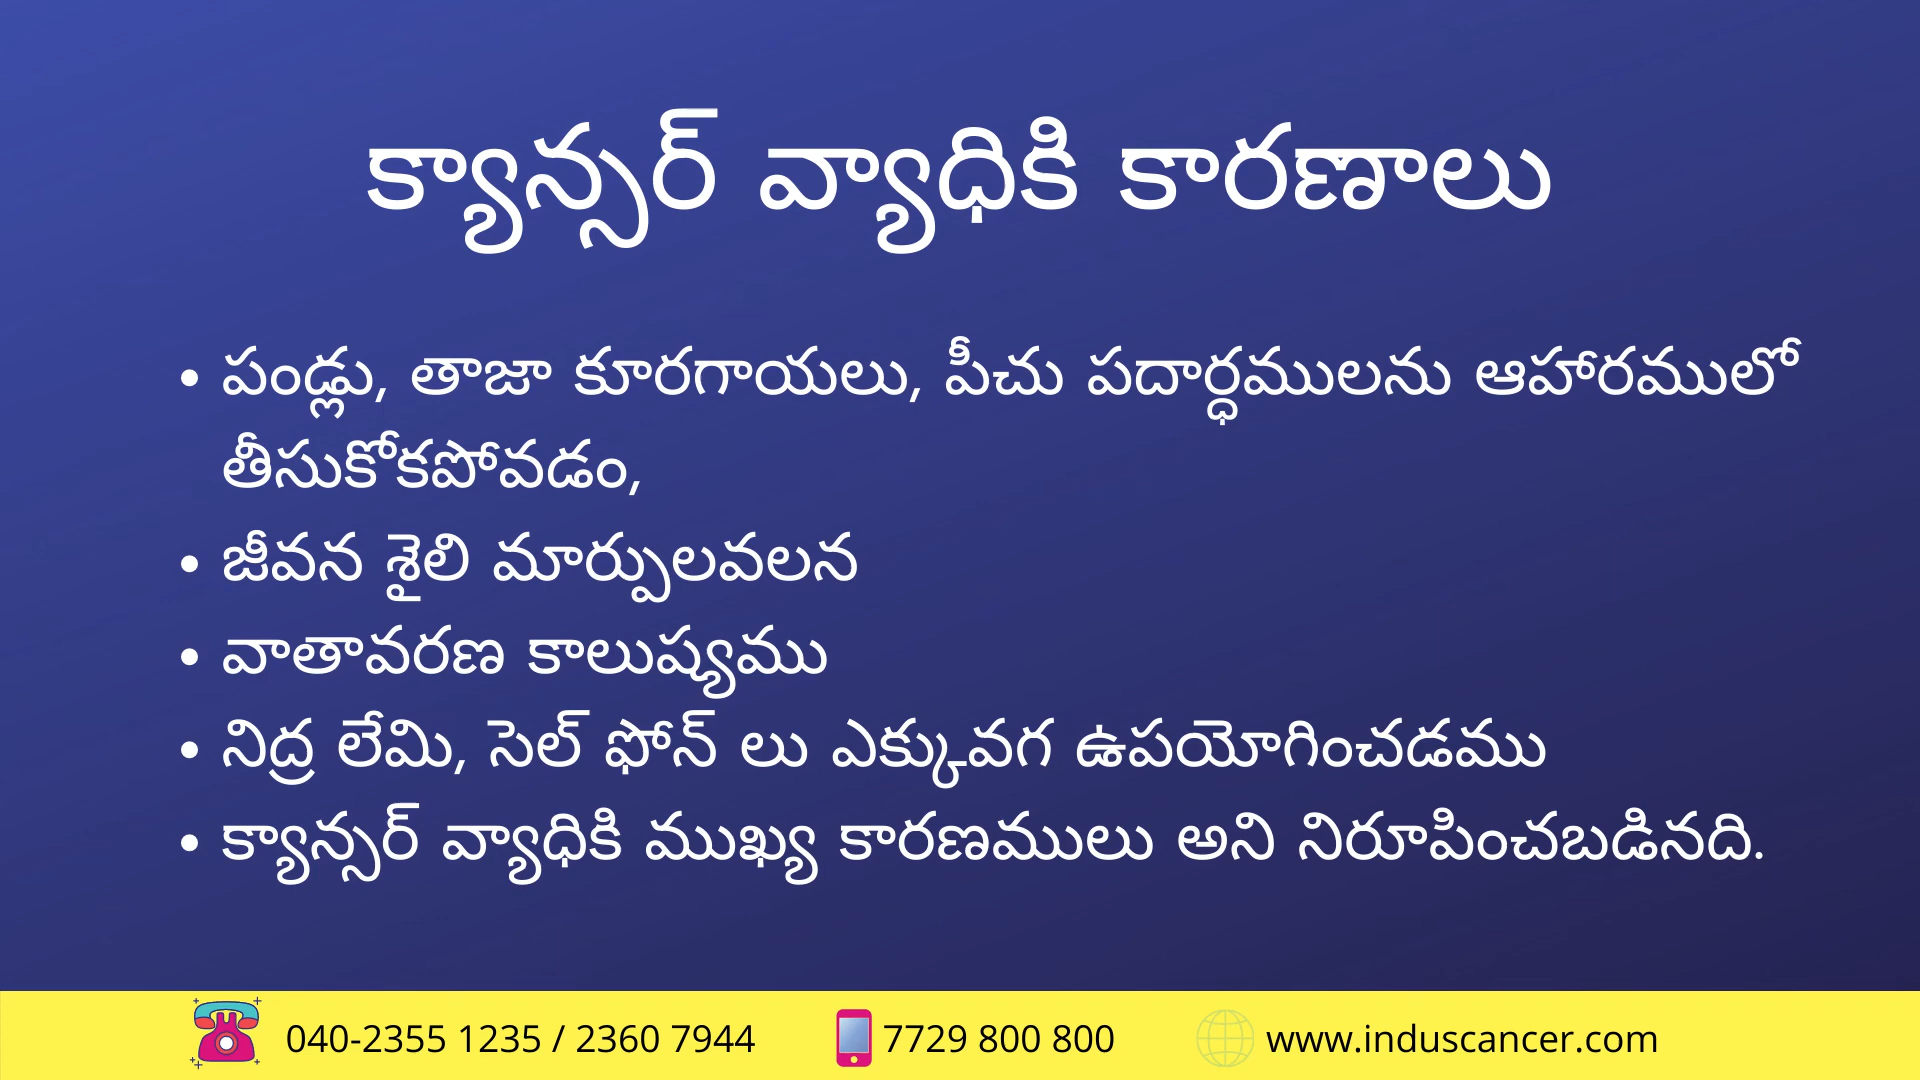 క్యాన్సర్ వ్యాధికి కారణాలు
• పండ్లు, తాజా కూరగాయలు, పీచు పదార్ధములను ఆహారములో
తీసుకోకపోవడం,
• జీవన శైలి మార్పులవలన
• వాతావరణ కాలుష్యము
• నిద్ర లేమి, సెల్ ఫోన్ లు ఎక్కువగ ఉపయోగించడము
• క్యాన్సర్ వ్యాధికి ముఖ్య కారణములు అని నిరూపించబడినది.
040-2355 1235 / 2360 7944 7729 800 800 www.induscancer.com